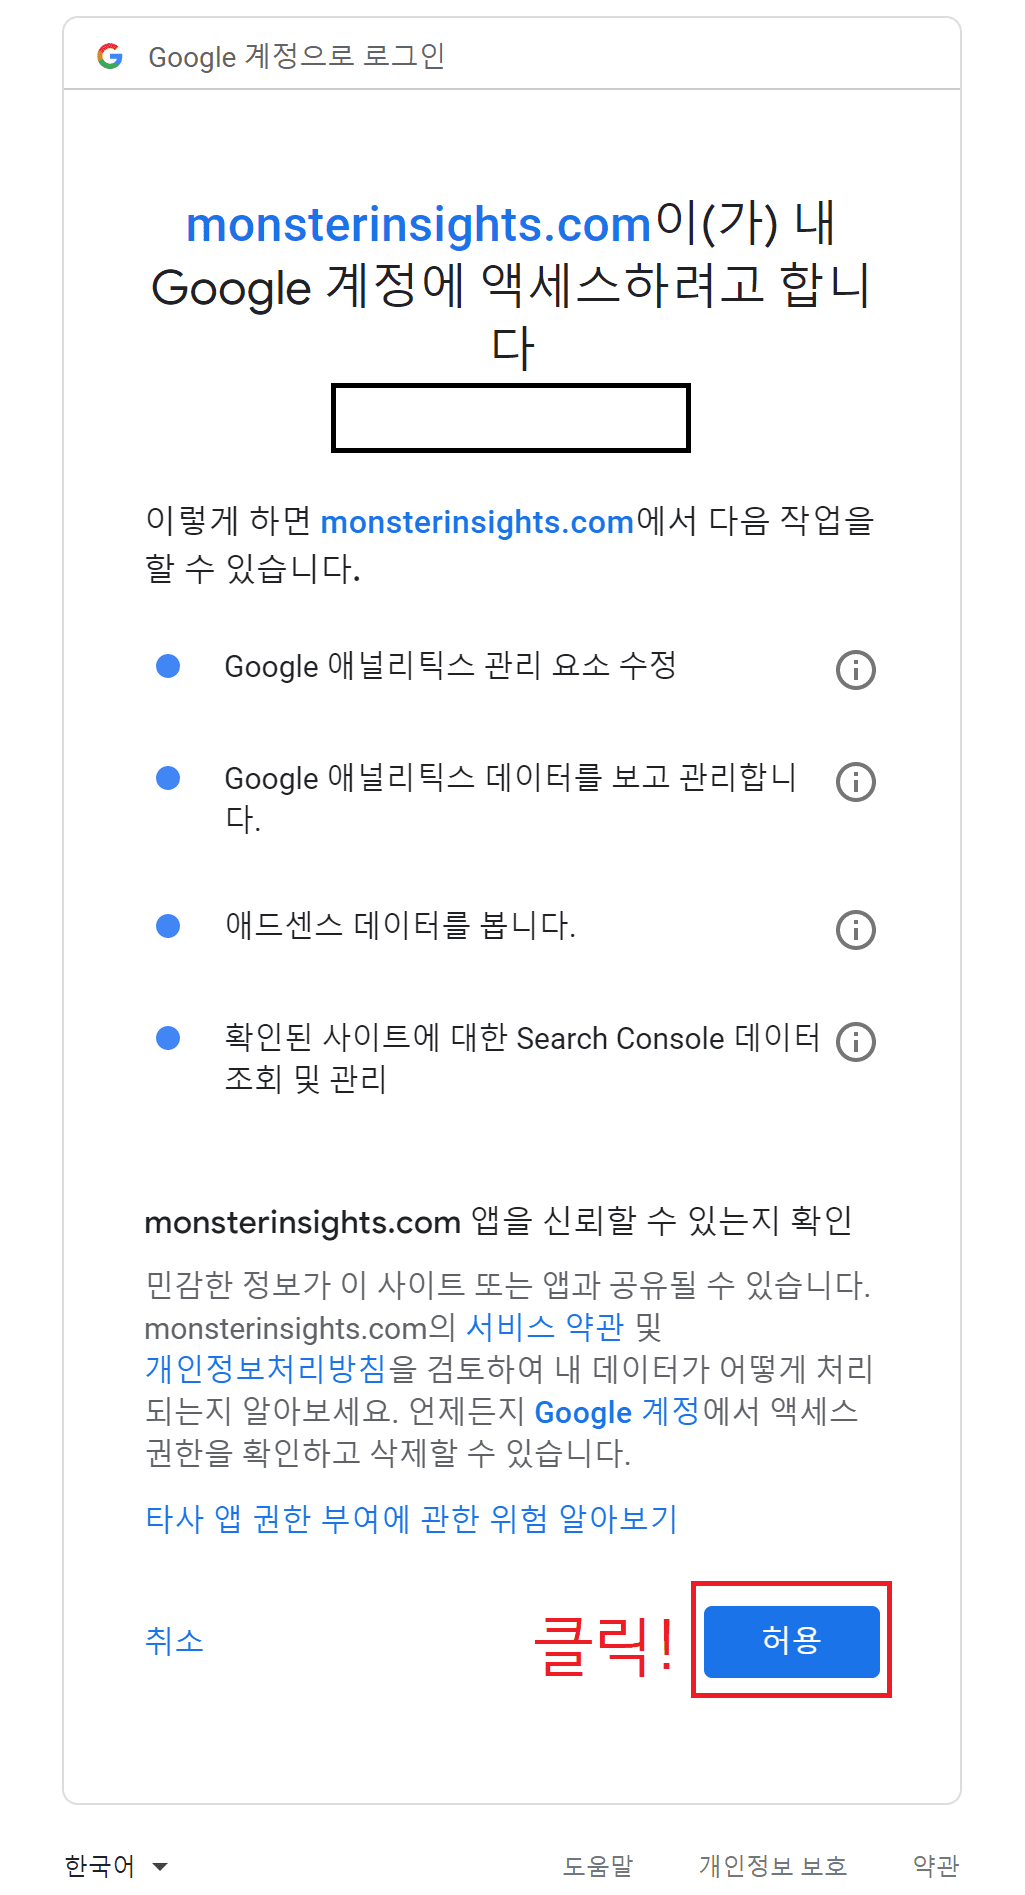 Google 계정으로 로그인
monsterinsights.com이(가) 내
Google 계정에 액세스하려고 합니
다
이렇게 하면 monsterinsights.com에서 다음 작업을
할 수 있습니다.
Google 애널리틱스 관리 요소 수정
Google 애널리틱스 데이터를 보고 관리합니
다.
애드센스 데이터를 봅니다.
확인된 사이트에 대한 Search Console 데이터
조회 및 관리
monsterinsights.com 앱을 신뢰할 수 있는지 확인
민감한 정보가 이 사이트 또는 앱과 공유될 수 있습니다.
monsterinsights.com의 서비스 약관 및
개인정보처리방침을 검토하여 내 데이터가 어떻게 처리
되는지 알아보세요. 언제든지 Google 계정에서 액세스
권한을 확인하고 삭제할 수 있습니다.
타사 앱 권한 부여에 관한 위험 알아보기
취소 클릭! 허용
한국어 도움말 개인정보 보호 약관